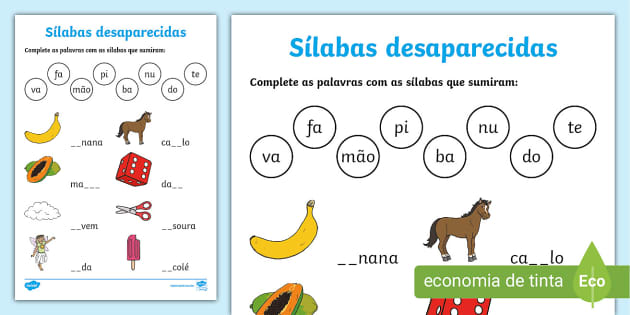 Sílabas desaparecidas
Complete as palavras com as sílabas que sumiram:
fa pi nu te
va mão ba do
__nana ca__lo
ma___ da__
__vem __soura
__da __colé
Sílabas desaparecidas
Complete as palavras com as sílabas que sumiram:
fa pi nu te
va mão ba do
__nana ca__lo
economia de tinta Eco